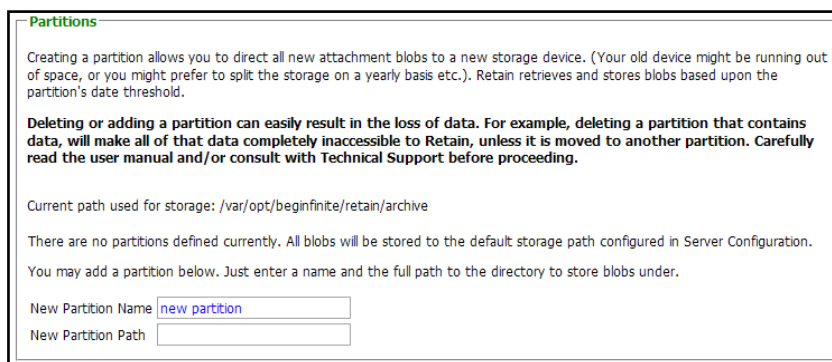 Partitions
Creating a partition allows you to direct all new attachment blobs to a new storage device. (Your old device might be running out
of space, or you might prefer to split the storage on a yearly basis etc.). Retain retrieves and stores blobs based upon the
partition's date threshold.
Deleting or adding a partition can easily result in the loss of data. For example, deleting a partition that contains
data, will make all of that data completely inaccessible to Retain, unless it is moved to another partition. Carefully
read the user manual and/or consult with Technical Support before proceeding.
Current path used for storage: /var/opt/beginfinite/retain/archive
There are no partitions defined currently. All blobs will be stored to the default storage path configured in Server Configuration.
You may add a partition below. Just enter a name and the full path to the directory to store blobs under.
New Partition Name new partition
New Partition Path